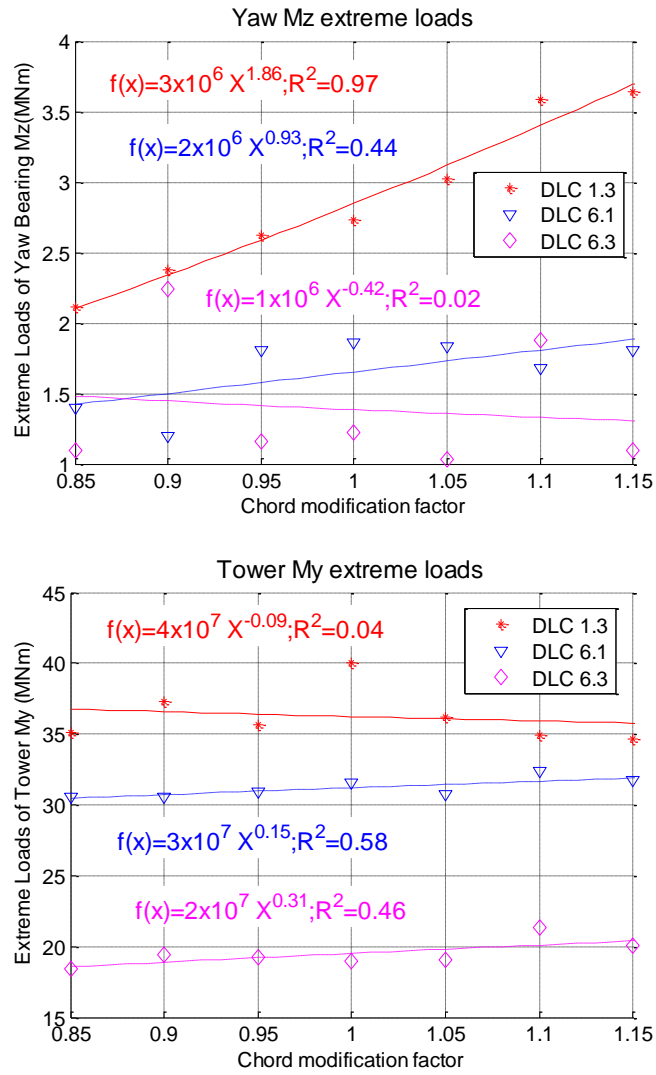 Yaw Mz extreme loads
4
3.5
3
2.5
2
1.5
1
Extreme Loads of Yaw Bearing Mz(MNm)
f(x)=3x10^6 X^1.86;R^2=0.97
f(x)=2x10^6 X^0.93;R^2=0.44
DLC 1.3
DLC 6.1
DLC 6.3
f(x)=1x10^6 X^-0.42;R^2=0.02
0.85 0.9 0.95 1 1.05 1.1 1.15
Chord modification factor
Tower My extreme loads
45
40
35
30
25
20
15
Extreme Loads of Tower My (MNm)
f(x)=4x10^7 X^-0.09;R^2=0.04
DLC 1.3
DLC 6.1
DLC 6.3
f(x)=3x10^7 X^0.15;R^2=0.58
f(x)=2x10^7 X^0.31;R^2=0.46
0.85 0.9 0.95 1 1.05 1.1 1.15
Chord modification factor